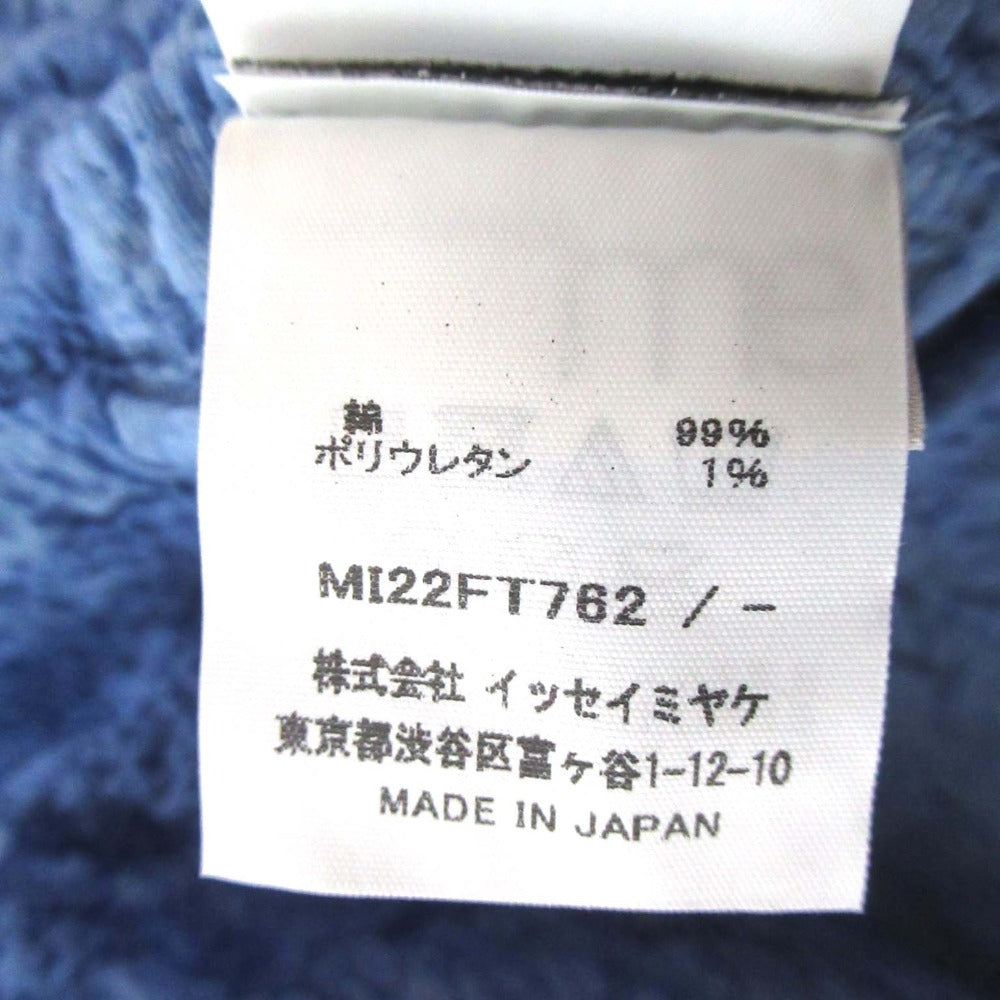 綿 99%
ポリウレタン 1%
MI22FT762 / -
株式会社 イッセイミヤケ
東京都渋谷区富ヶ谷1-12-10
MADE IN JAPAN